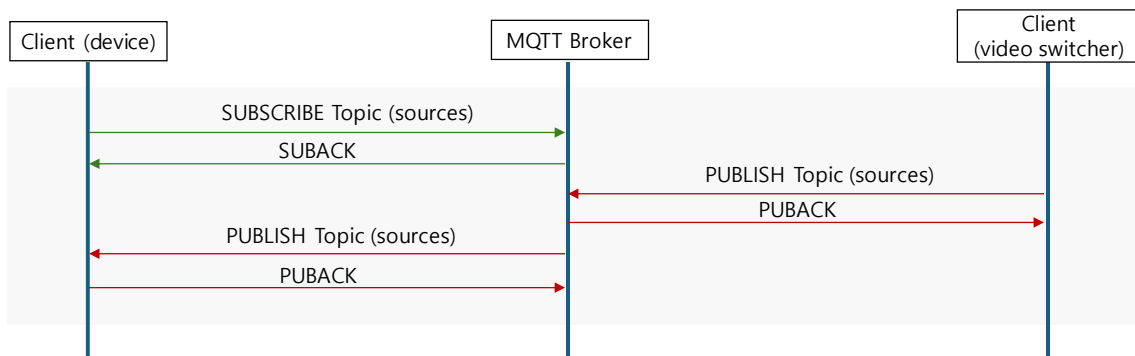 Client (device)
MQTT Broker
Client
(video switcher)
SUBSCRIBE Topic (sources)
SUBACK
PUBLISH Topic (sources)
PUBACK
PUBLISH Topic (sources)
PUBACK